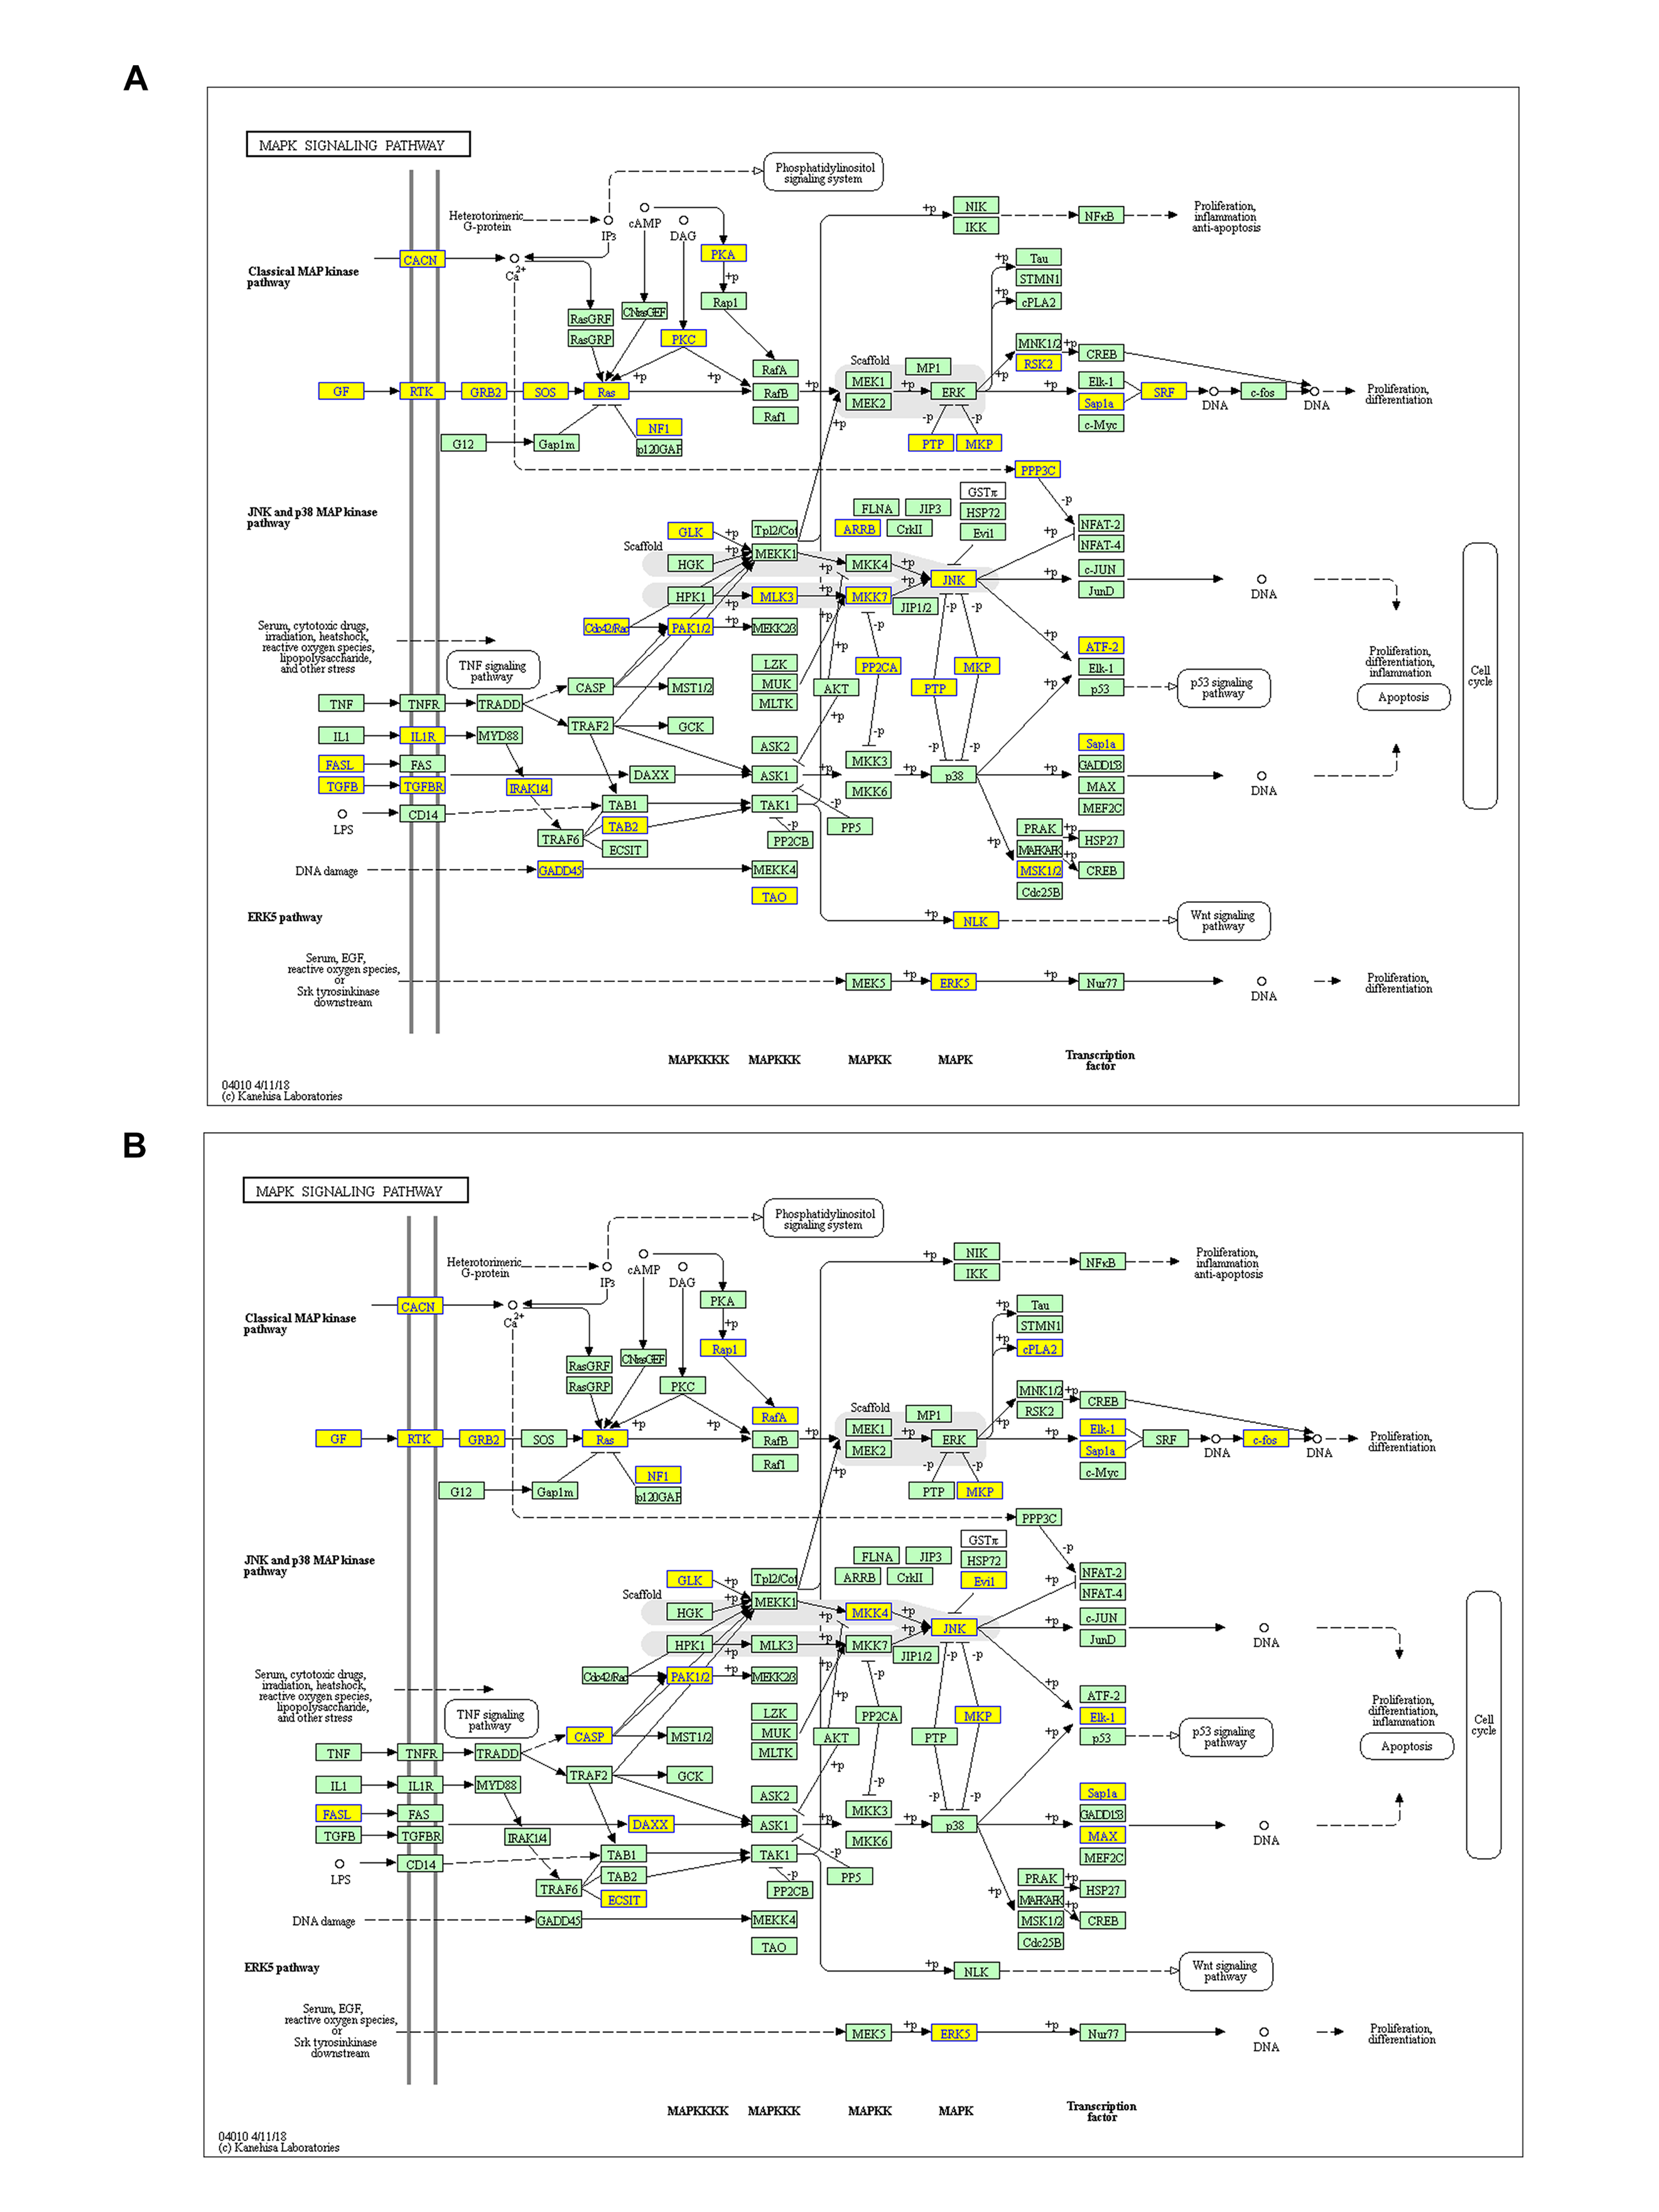 A
MAPK SIGNALING PATHWAY
Phosphatidylinositol
signaling system
Heterotorimeric
G-protein
IP3
cAMP
DAG
PKA
+p
NIK
IKK
NFκB
Proliferation,
inflammation
anti-apoptosis
CACN
Ca2+
Classical MAP kinase
pathway
RasGRF
RasGRP
CNrasGEF
Rap1
PKC
+p
Tau
STMN1
+p
cPLA2
RafA
Scaffold
MP1
MNK1/2
+p
RSK2
CREB
GF
RTK
GRB2
SOS
Ras
+p
+p
RafB
Raf1
+p
MEK1
MEK2
+p
ERK
+p
+p
Elk-1
Sap1a
c-Myc
SRF
DNA
c-fos
DNA
Proliferation,
differentiation
G12
Gap1m
NF1
p120GAP
+p
-p
-p
PTP
MKP
PPP3C
-p
JNK and p38 MAP kinase
pathway
GSTπ
HSP72
Evi1
FLNA
JIP3
ARRB
CrkII
NFAT-2
NFAT-4
Scaffold
GLK
+p
Tpl2/Cot
HGK
+p
MEKK1
MKK4
+p
JNK
+p
+p
c-JUN
JunD
DNA
HPK1
+p
MLK3
+p
+p
MKK7
+p
JIP1/2
-p
-p
Cdc42/Rac
PAK1/2
+p
MEKK2/3
+p
-p
+p
ATF-2
Elk-1
p53
p53 signaling
pathway
Serum, cytotoxic drugs,
irradiation, heatshock,
reactive oxygen species,
lipopolysaccharide,
and other stress
TNF signaling
pathway
LZK
MUK
MLTK
+p
AKT
+p
PP2CA
PTP
MKP
+p
Proliferation,
differentiation,
inflammation
Apoptosis
Cell
cycle
CASP
MST1/2
TNF
TNFR
TRADD
TRAF2
GCK
IL1
IL1R
MYD88
ASK2
-p
-p
-p
MKK3
MKK6
Sap1a
GADD153
MAX
MEF2C
FASL
FAS
TGFB
TGFBR
DAXX
ASK1
+p
+p
p38
+p
DNA
IRAK1/4
LPS
CD14
TAB1
TAB2
ECSIT
TRAF6
TAK1
-p
PP2CB
-p
PP5
+p
PRAK
+p
MAPKAPK
+p
MSK1/2
Cdc25B
HSP27
CREB
DNA damage
GADD45
MEKK4
TAO
ERK5 pathway
+p
NLK
Wnt signaling
pathway
Serum, EGF,
reactive oxygen species,
or
Srk tyrosinkinase
downstream
MEK5
+p
ERK5
+p
Nur77
DNA
Proliferation,
differentiation
MAPKKKK
MAPKKK
MAPKK
MAPK
Transcription
factor
04010 4/11/18
(c) Kanehisa Laboratories
B
MAPK SIGNALING PATHWAY
Phosphatidylinositol
signaling system
Heterotorimeric
G-protein
IP3
cAMP
DAG
PKA
+p
NIK
IKK
NFκB
Proliferation,
inflammation
anti-apoptosis
CACN
Ca2+
Classical MAP kinase
pathway
RasGRF
RasGRP
CNrasGEF
Rap1
PKC
+p
Tau
STMN1
+p
cPLA2
RafA
Scaffold
MP1
MNK1/2
+p
RSK2
CREB
GF
RTK
GRB2
SOS
Ras
+p
+p
RafB
Raf1
+p
MEK1
MEK2
+p
ERK
+p
+p
Elk-1
Sap1a
c-Myc
SRF
DNA
c-fos
DNA
Proliferation,
differentiation
G12
Gap1m
NF1
p120GAP
+p
-p
-p
PTP
MKP
PPP3C
-p
JNK and p38 MAP kinase
pathway
GSTπ
HSP72
Evi1
FLNA
JIP3
ARRB
CrkII
NFAT-2
NFAT-4
Scaffold
GLK
+p
Tpl2/Cot
HGK
+p
MEKK1
MKK4
+p
JNK
+p
+p
c-JUN
JunD
DNA
HPK1
+p
MLK3
+p
+p
MKK7
+p
JIP1/2
-p
-p
Cdc42/Rac
PAK1/2
+p
MEKK2/3
+p
-p
+p
ATF-2
Elk-1
p53
p53 signaling
pathway
Serum, cytotoxic drugs,
irradiation, heatshock,
reactive oxygen species,
lipopolysaccharide,
and other stress
TNF signaling
pathway
LZK
MUK
MLTK
+p
AKT
+p
PP2CA
PTP
MKP
+p
Proliferation,
differentiation,
inflammation
Apoptosis
Cell
cycle
CASP
MST1/2
TNF
TNFR
TRADD
TRAF2
GCK
IL1
IL1R
MYD88
ASK2
-p
-p
-p
MKK3
MKK6
Sap1a
GADD153
MAX
MEF2C
FASL
FAS
TGFB
TGFBR
DAXX
ASK1
+p
+p
p38
+p
DNA
IRAK1/4
LPS
CD14
TAB1
TAB2
ECSIT
TRAF6
TAK1
-p
PP2CB
-p
PP5
+p
PRAK
+p
MAPKAPK
+p
MSK1/2
Cdc25B
HSP27
CREB
DNA damage
GADD45
MEKK4
TAO
ERK5 pathway
+p
NLK
Wnt signaling
pathway
Serum, EGF,
reactive oxygen species,
or
Srk tyrosinkinase
downstream
MEK5
+p
ERK5
+p
Nur77
DNA
Proliferation,
differentiation
MAPKKKK
MAPKKK
MAPKK
MAPK
Transcription
factor
04010 4/11/18
(c) Kanehisa Laboratories